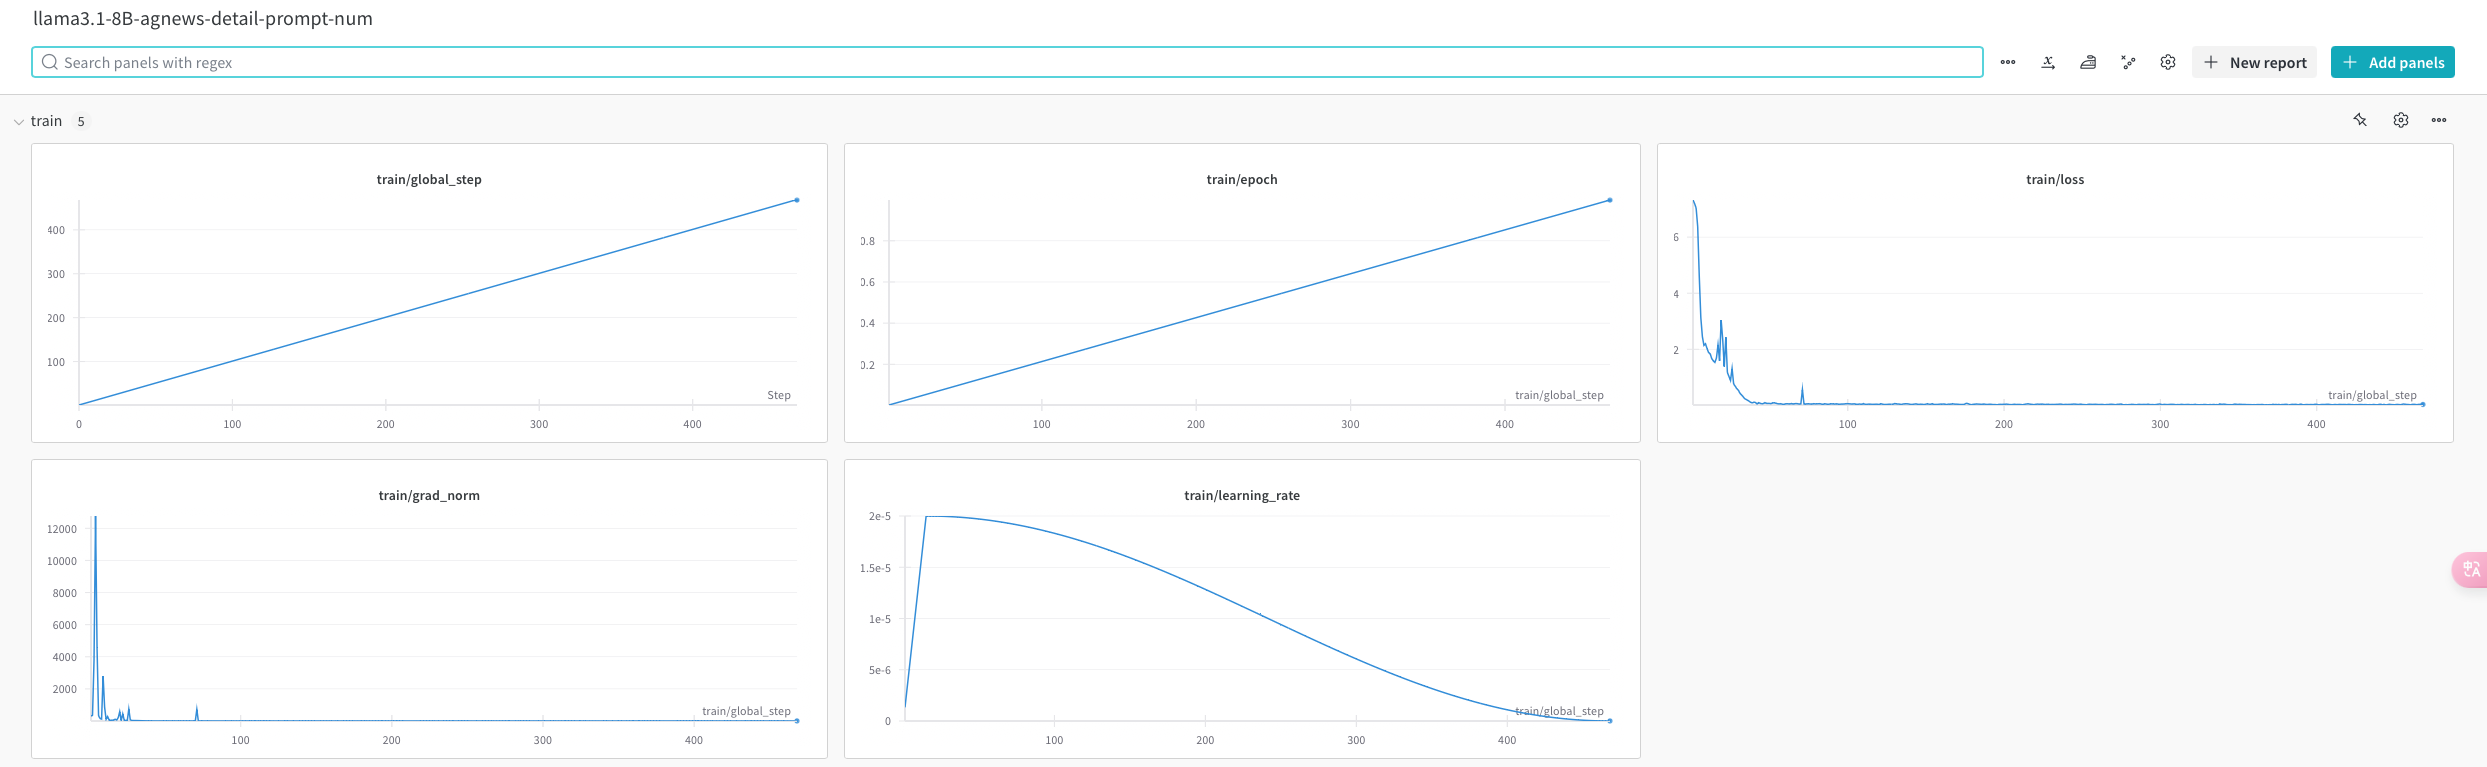 llama3.1-8B-agnews-detail-prompt-num
Search panels with regex
New report
Add panels
train 5
train/global_step
400
300
200
100
Step
0 100 200 300 400
train/epoch
0.8
0.6
0.4
0.2
train/global_step
100 200 300 400
train/loss
6
4
2
train/global_step
100 200 300 400
train/grad_norm
12000
10000
8000
6000
4000
2000
train/global_step
100 200 300 400
train/learning_rate
2e-5
1.5e-5
1e-5
5e-6
0
train/global_step
100 200 300 400
中A